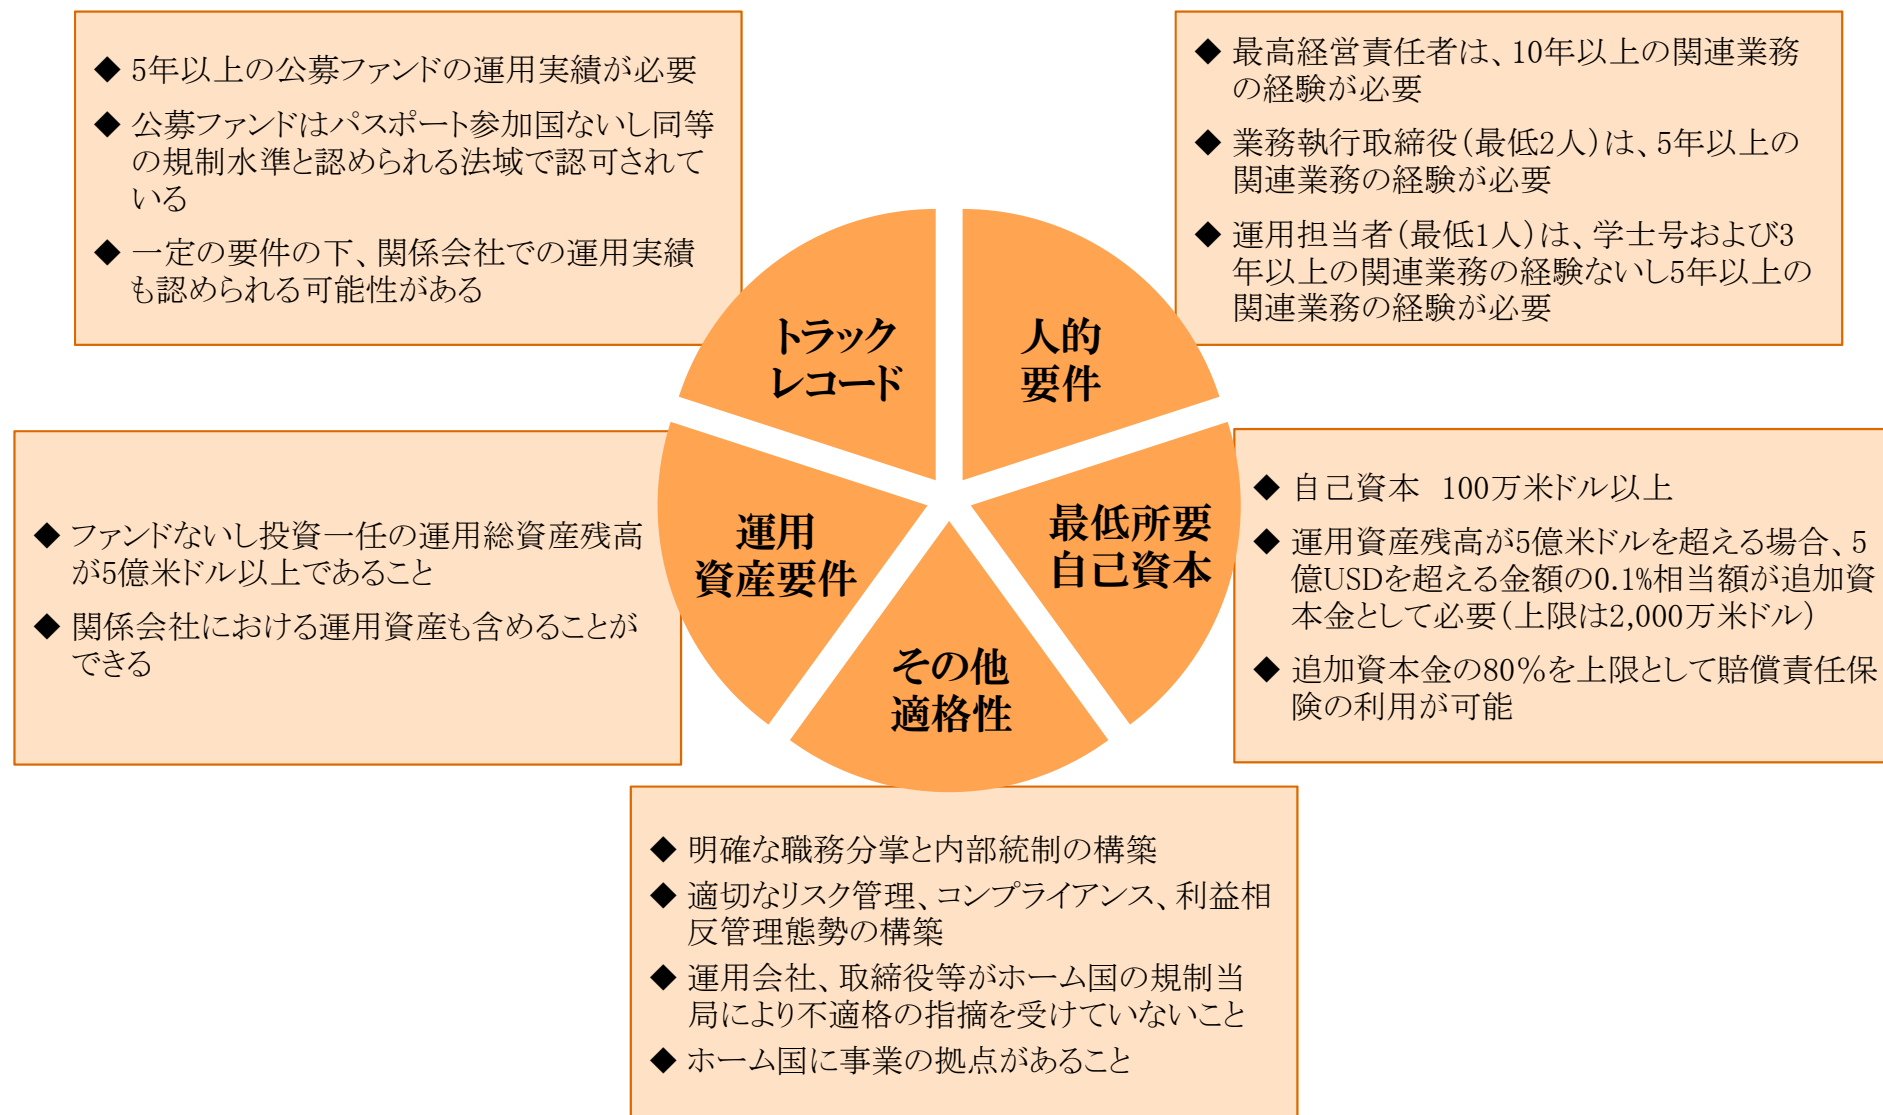 ◆ 5年以上の公募ファンドの運用実績が必要
◆ 公募ファンドはパスポート参加国ないし同等
の規制水準と認められる法域で認可されて
いる
◆ 一定の要件の下、関係会社での運用実績
も認められる可能性がある
◆ 最高経営責任者は、10年以上の関連業務
の経験が必要
◆ 業務執行取締役(最低2人)は、5年以上の
関連業務の経験が必要
◆ 運用担当者(最低1人)は、学士号および3
年以上の関連業務の経験ないし5年以上の
関連業務の経験が必要
トラック
レコード
人的
要件
◆ ファンドないし投資一任の運用総資産残高
が5億米ドル以上であること
◆ 関係会社における運用資産も含めることが
できる
運用
資産要件
最低所要
自己資本
◆ 自己資本 100万米ドル以上
◆ 運用資産残高が5億米ドルを超える場合、5
億USDを超える金額の0.1%相当額が追加資
本金として必要(上限は2,000万米ドル)
◆ 追加資本金の80%を上限として賠償責任保
険の利用が可能
その他
適格性
◆ 明確な職務分掌と内部統制の構築
◆ 適切なリスク管理、コンプライアンス、利益相
反管理態勢の構築
◆ 運用会社、取締役等がホーム国の規制当
局により不適格の指摘を受けていないこと
◆ ホーム国に事業の拠点があること